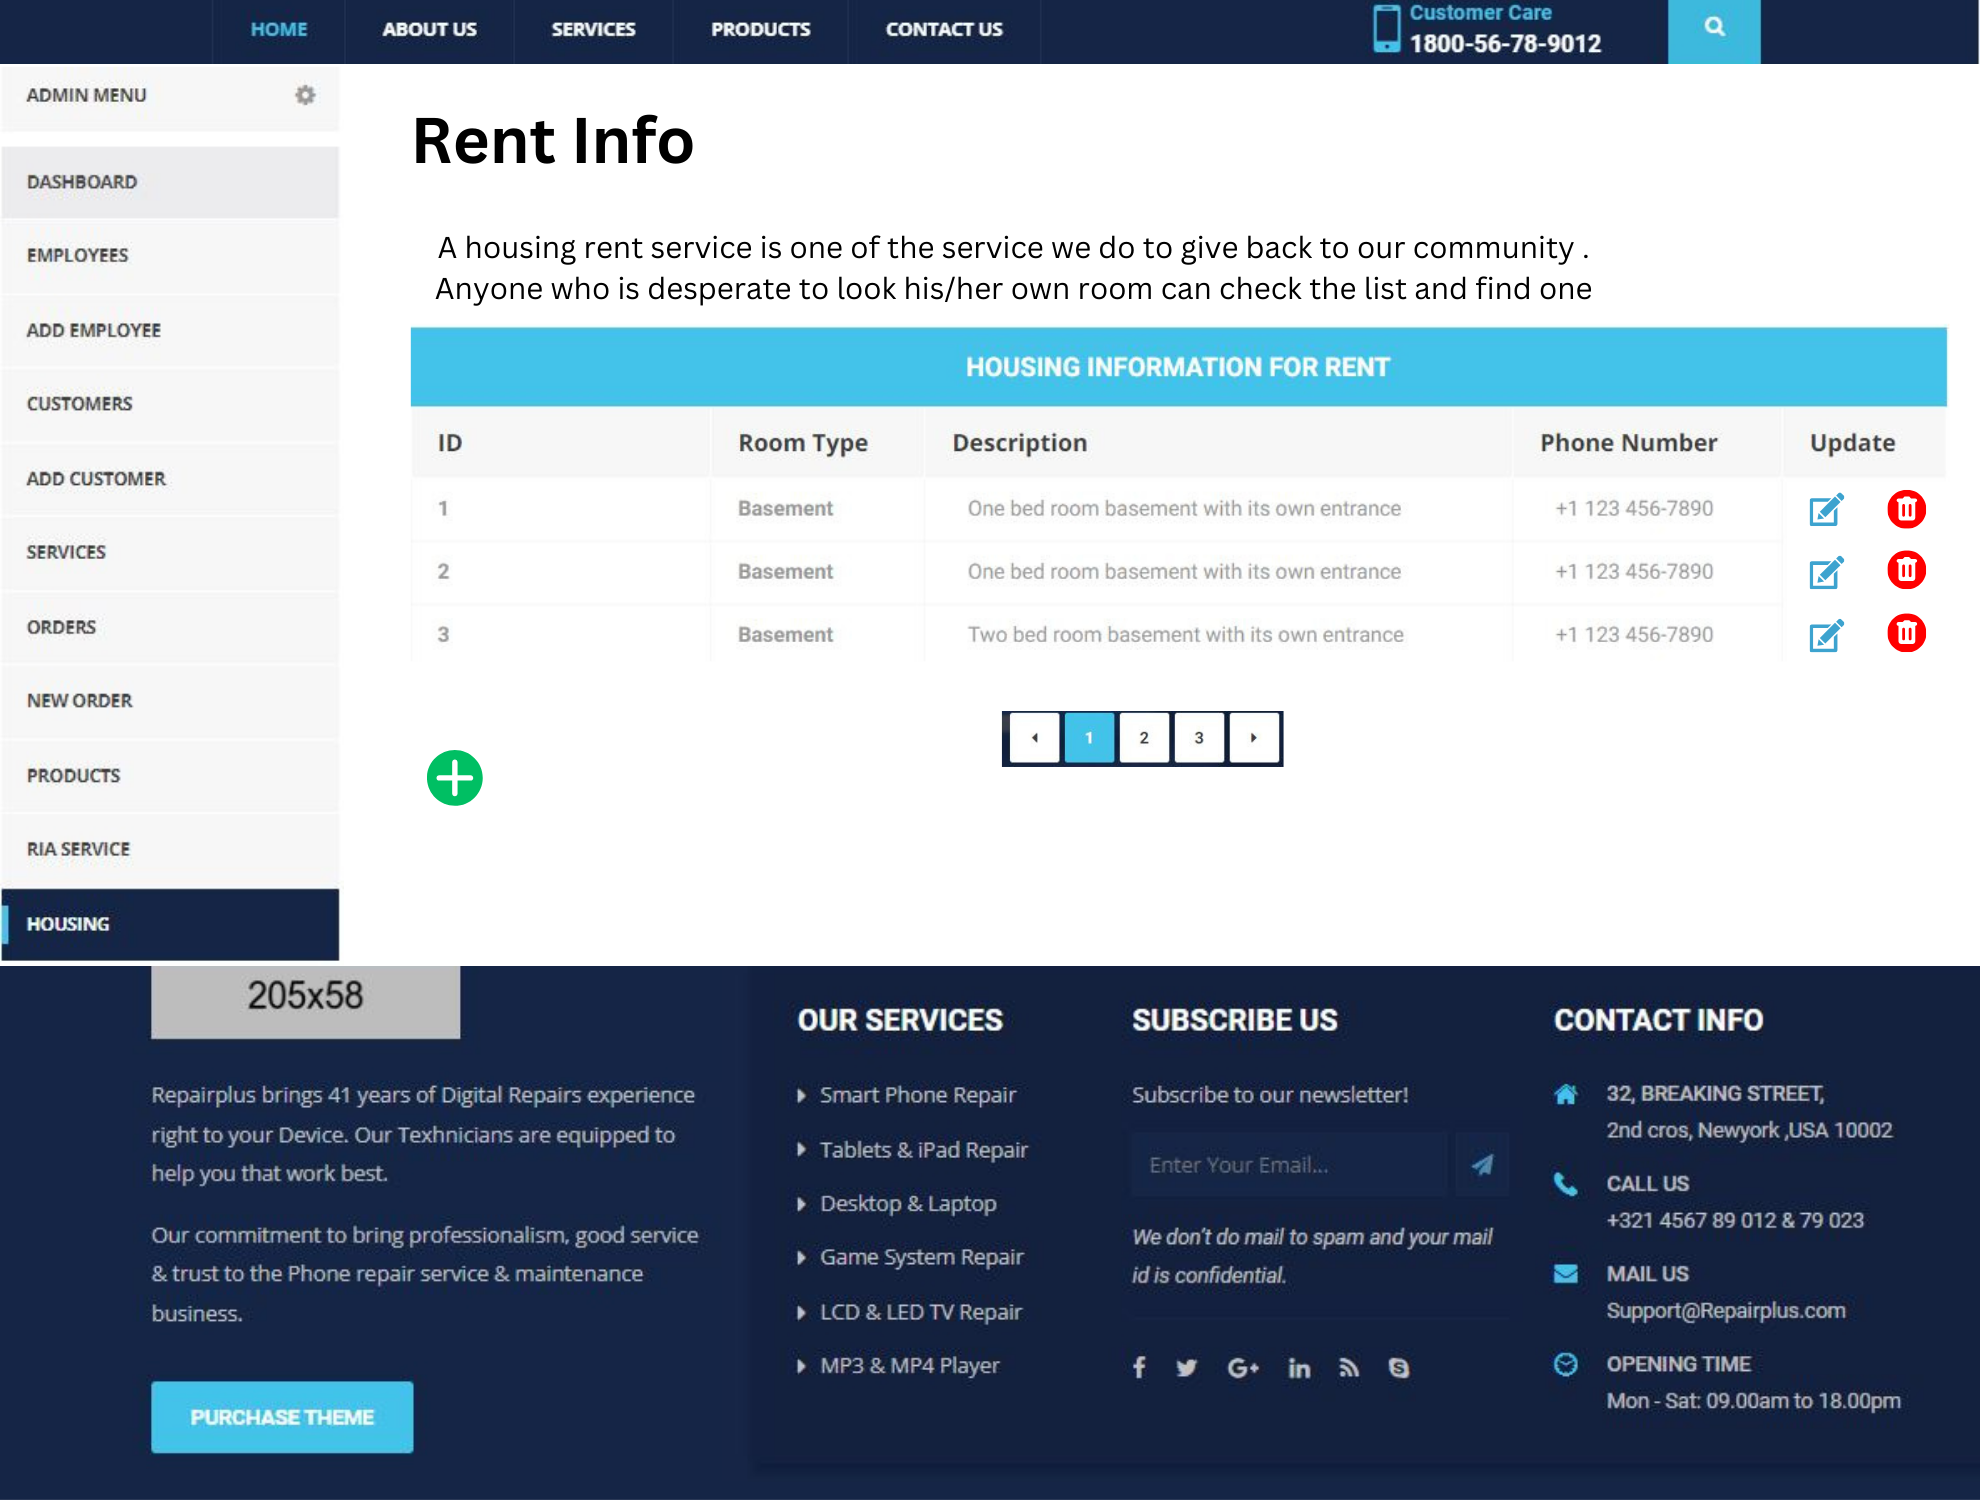 HOME ABOUT US SERVICES PRODUCTS CONTACT US
Customer Care
1800-56-78-9012
ADMIN MENU
DASHBOARD
EMPLOYEES
ADD EMPLOYEE
CUSTOMERS
ADD CUSTOMER
SERVICES
ORDERS
NEW ORDER
PRODUCTS
RIA SERVICE
HOUSING
Rent Info
A housing rent service is one of the service we do to give back to our community .
Anyone who is desperate to look his/her own room can check the list and find one
HOUSING INFORMATION FOR RENT
ID Room Type Description Phone Number Update
1 Basement One bed room basement with its own entrance +1 123 456-7890
2 Basement One bed room basement with its own entrance +1 123 456-7890
3 Basement Two bed room basement with its own entrance +1 123 456-7890
1 2 3
205x58
Repairplus brings 41 years of Digital Repairs experience
right to your Device. Our Texhnicians are equipped to
help you that work best.
Our commitment to bring professionalism, good service
& trust to the Phone repair service & maintenance
business.
PURCHASE THEME
OUR SERVICES
Smart Phone Repair
Tablets & iPad Repair
Desktop & Laptop
Game System Repair
LCD & LED TV Repair
MP3 & MP4 Player
SUBSCRIBE US
Subscribe to our newsletter!
Enter Your Email...
We don't do mail to spam and your mail
id is confidential.
CONTACT INFO
32, BREAKING STREET,
2nd cros, Newyork ,USA 10002
CALL US
+321 4567 89 012 & 79 023
MAIL US
Support@Repairplus.com
OPENING TIME
Mon - Sat: 09.00am to 18.00pm